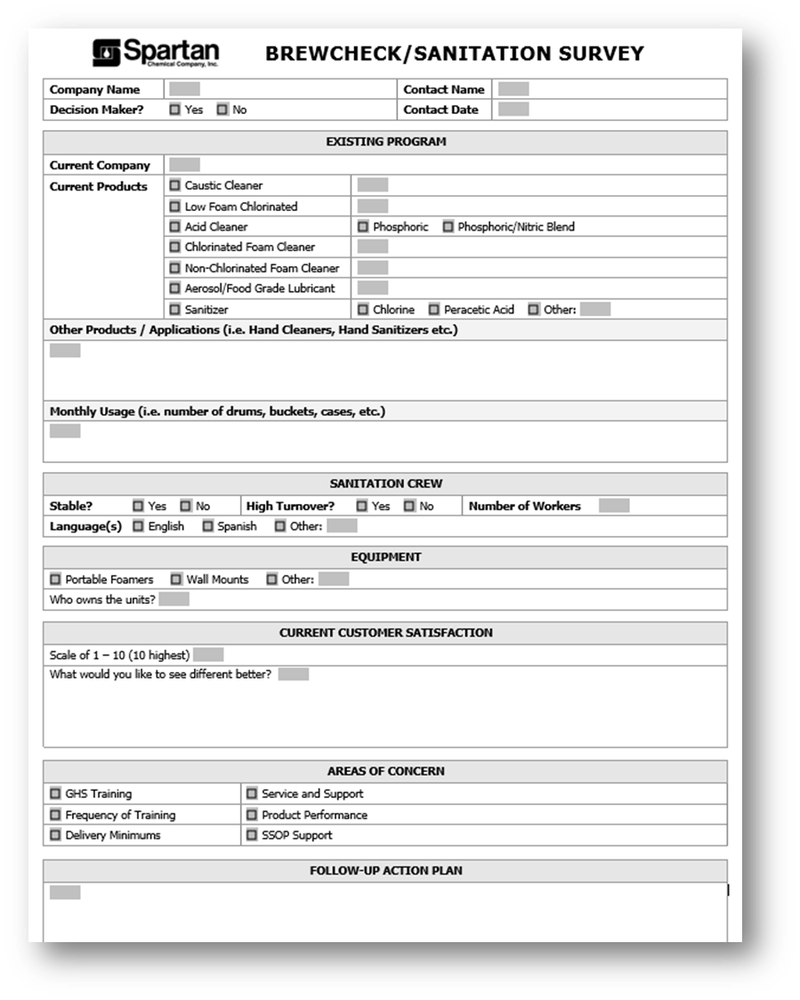 Spartan
Chemical Company, Inc.
BREWCHECK/SANITATION SURVEY
Company Name Contact Name
Decision Maker? Yes No Contact Date
EXISTING PROGRAM
Current Company
Current Products Caustic Cleaner
Low Foam Chlorinated
Acid Cleaner Phosphoric Phosphoric/Nitric Blend
Chlorinated Foam Cleaner
Non-Chlorinated Foam Cleaner
Aerosol/Food Grade Lubricant
Sanitizer Chlorine Peracetic Acid Other:
Other Products / Applications (i.e. Hand Cleaners, Hand Sanitizers etc.)
Monthly Usage (i.e. number of drums, buckets, cases, etc.)
SANITATION CREW
Stable? Yes No High Turnover? Yes No Number of Workers
Language(s) English Spanish Other:
EQUIPMENT
Portable Foamers Wall Mounts Other:
Who owns the units?
CURRENT CUSTOMER SATISFACTION
Scale of 1 – 10 (10 highest)
What would you like to see different better?
AREAS OF CONCERN
GHS Training Service and Support
Frequency of Training Product Performance
Delivery Minimums SSOP Support
FOLLOW-UP ACTION PLAN